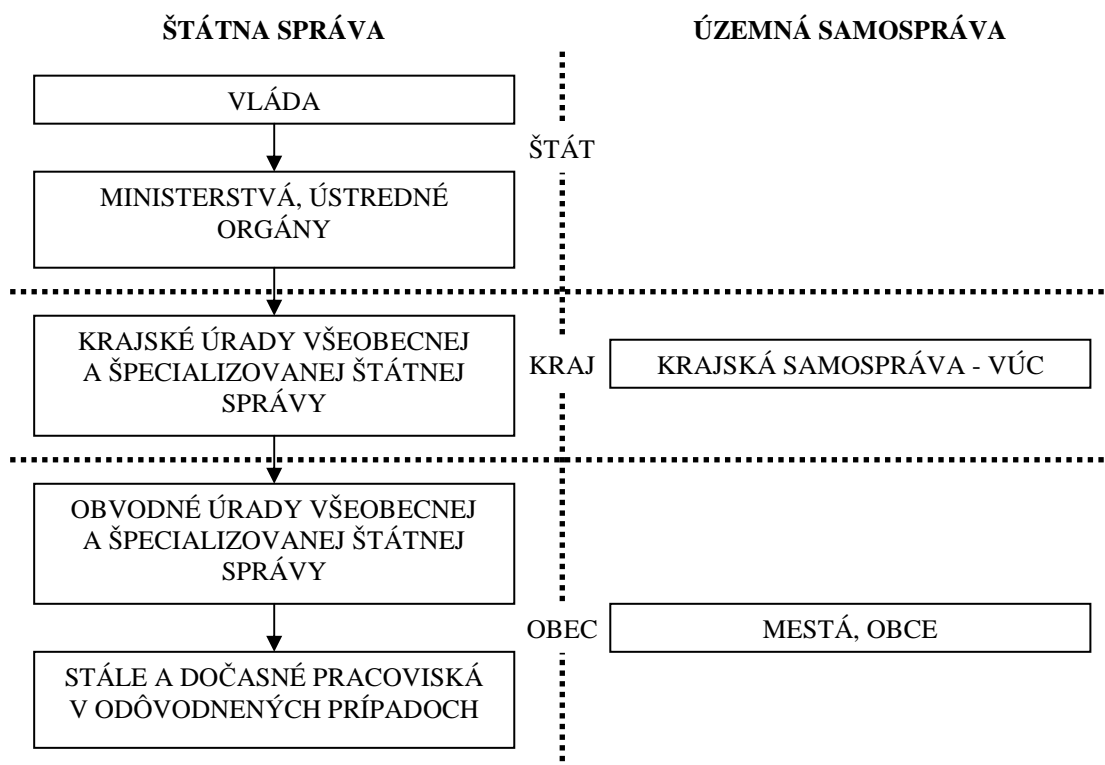 ŠTÁTNA SPRÁVA
ÚZEMNÁ SAMOSPRÁVA
VLÁDA
ŠTÁT
MINISTERSTVÁ, ÚSTREDNÉ
ORGÁNY
KRAJSKÉ ÚRADY VŠEOBECNEJ
A ŠPECIALIZOVANEJ ŠTÁTNEJ
SPRÁVY
KRAJ
KRAJSKÁ SAMOSPRÁVA - VÚC
OBVODNÉ ÚRADY VŠEOBECNEJ
A ŠPECIALIZOVANEJ ŠTÁTNEJ
SPRÁVY
OBEC
MESTÁ, OBCE
STÁLE A DOČASNÉ PRACOVISKÁ
V ODÔVODNENÝCH PRÍPADOCH